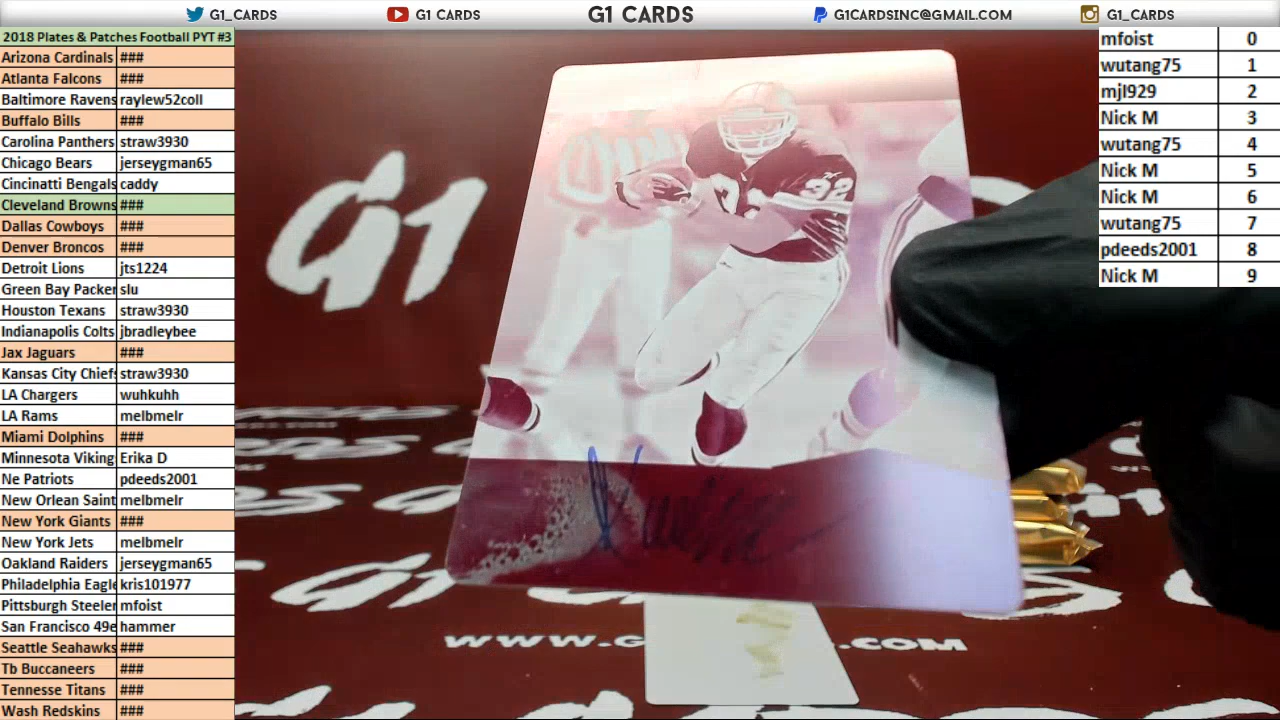 G1_CARDS
G1 CARDS
G1 CARDS
G1CARDSINC@GMAIL.COM
G1_CARDS
2018 Plates & Patches Football PYT #3
Arizona Cardinals ###
Atlanta Falcons ###
Baltimore Ravens raylew52coll
Buffalo Bills ###
Carolina Panthers straw3930
Chicago Bears jerseygman65
Cincinatti Bengals caddy
Cleveland Browns ###
Dallas Cowboys ###
Denver Broncos ###
Detroit Lions jts1224
Green Bay Packer slu
Houston Texans straw3930
Indianapolis Colts jbradleybee
Jax Jaguars ###
Kansas City Chiefs straw3930
LA Chargers wuhkuhh
LA Rams melbmelr
Miami Dolphins ###
Minnesota Viking Erika D
Ne Patriots pdeeds2001
New Orlean Saint melbmelr
New York Giants ###
New York Jets melbmelr
Oakland Raiders jerseygman65
Philadelphia Eagle kris101977
Pittsburgh Steeler mfoist
San Francisco 49e hammer
Seattle Seahawks ###
Tb Buccaneers ###
Tennesse Titans ###
Wash Redskins ###
mfoist 0
wutang75 1
mjl929 2
Nick M 3
wutang75 4
Nick M 5
Nick M 6
wutang75 7
pdeeds2001 8
Nick M 9
G1
32
WWW.G
.COM